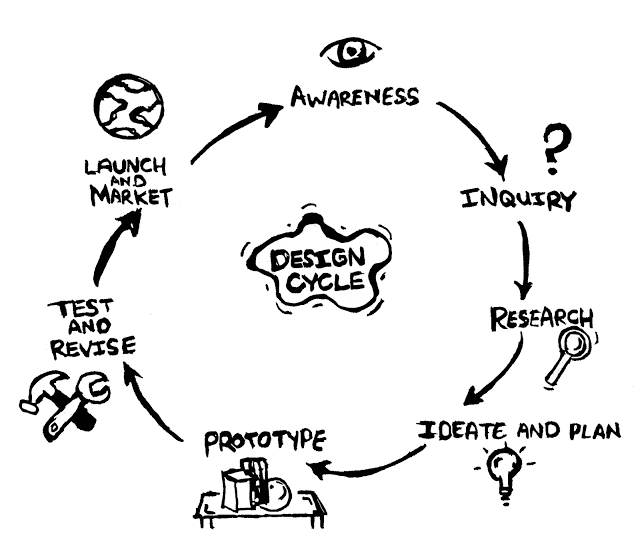 AWARENESS
?
INQUIRY
RESEARCH
IDEATE AND PLAN
PROTOTYPE
TEST
AND
REVISE
LAUNCH
AND
MARKET
DESIGN
CYCLE